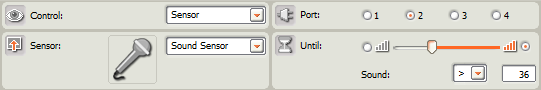 Control: Sensor
Port: 1 2 3 4
Sensor: Sound Sensor
Until:
Sound: > 36